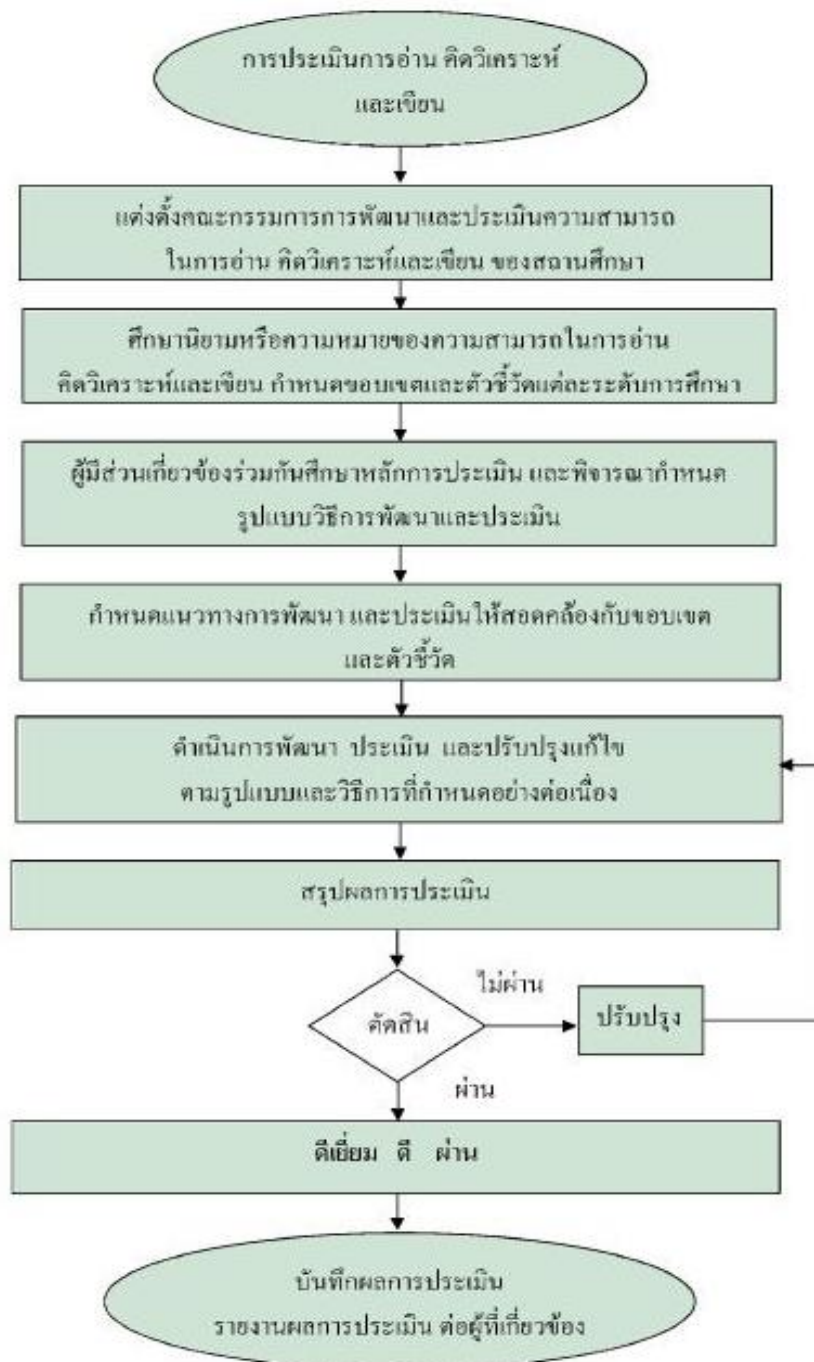 การประเมินการอ่าน คิดวิเคราะห์
และเขียน
แต่งตั้งคณะกรรมการการพัฒนาและประเมินความสามารถ
ในการอ่าน คิดวิเคราะห์และเขียน ของสถานศึกษา
ศึกษานิยามหรือความหมายของความสามารถในการอ่าน
คิดวิเคราะห์และเขียน กำหนดขอบเขตและตัวชี้วัดแต่ละระดับการศึกษา
ผู้มีส่วนเกี่ยวข้องร่วมกันศึกษาหลักการประเมิน และพิจารณากำหนด
รูปแบบวิธีการพัฒนาและประเมิน
กำหนดแนวทางการพัฒนา และประเมินให้สอดคล้องกับขอบเขต
และตัวชี้วัด
ดำเนินการพัฒนา ประเมิน และปรับปรุงแก้ไข
ตามรูปแบบและวิธีการที่กำหนดอย่างต่อเนื่อง
สรุปผลการประเมิน
ตัดสิน
ไม่ผ่าน
ปรับปรุง
ผ่าน
ดีเยี่ยม ดี ผ่าน
บันทึกผลการประเมิน
รายงานผลการประเมิน ต่อผู้ที่เกี่ยวข้อง